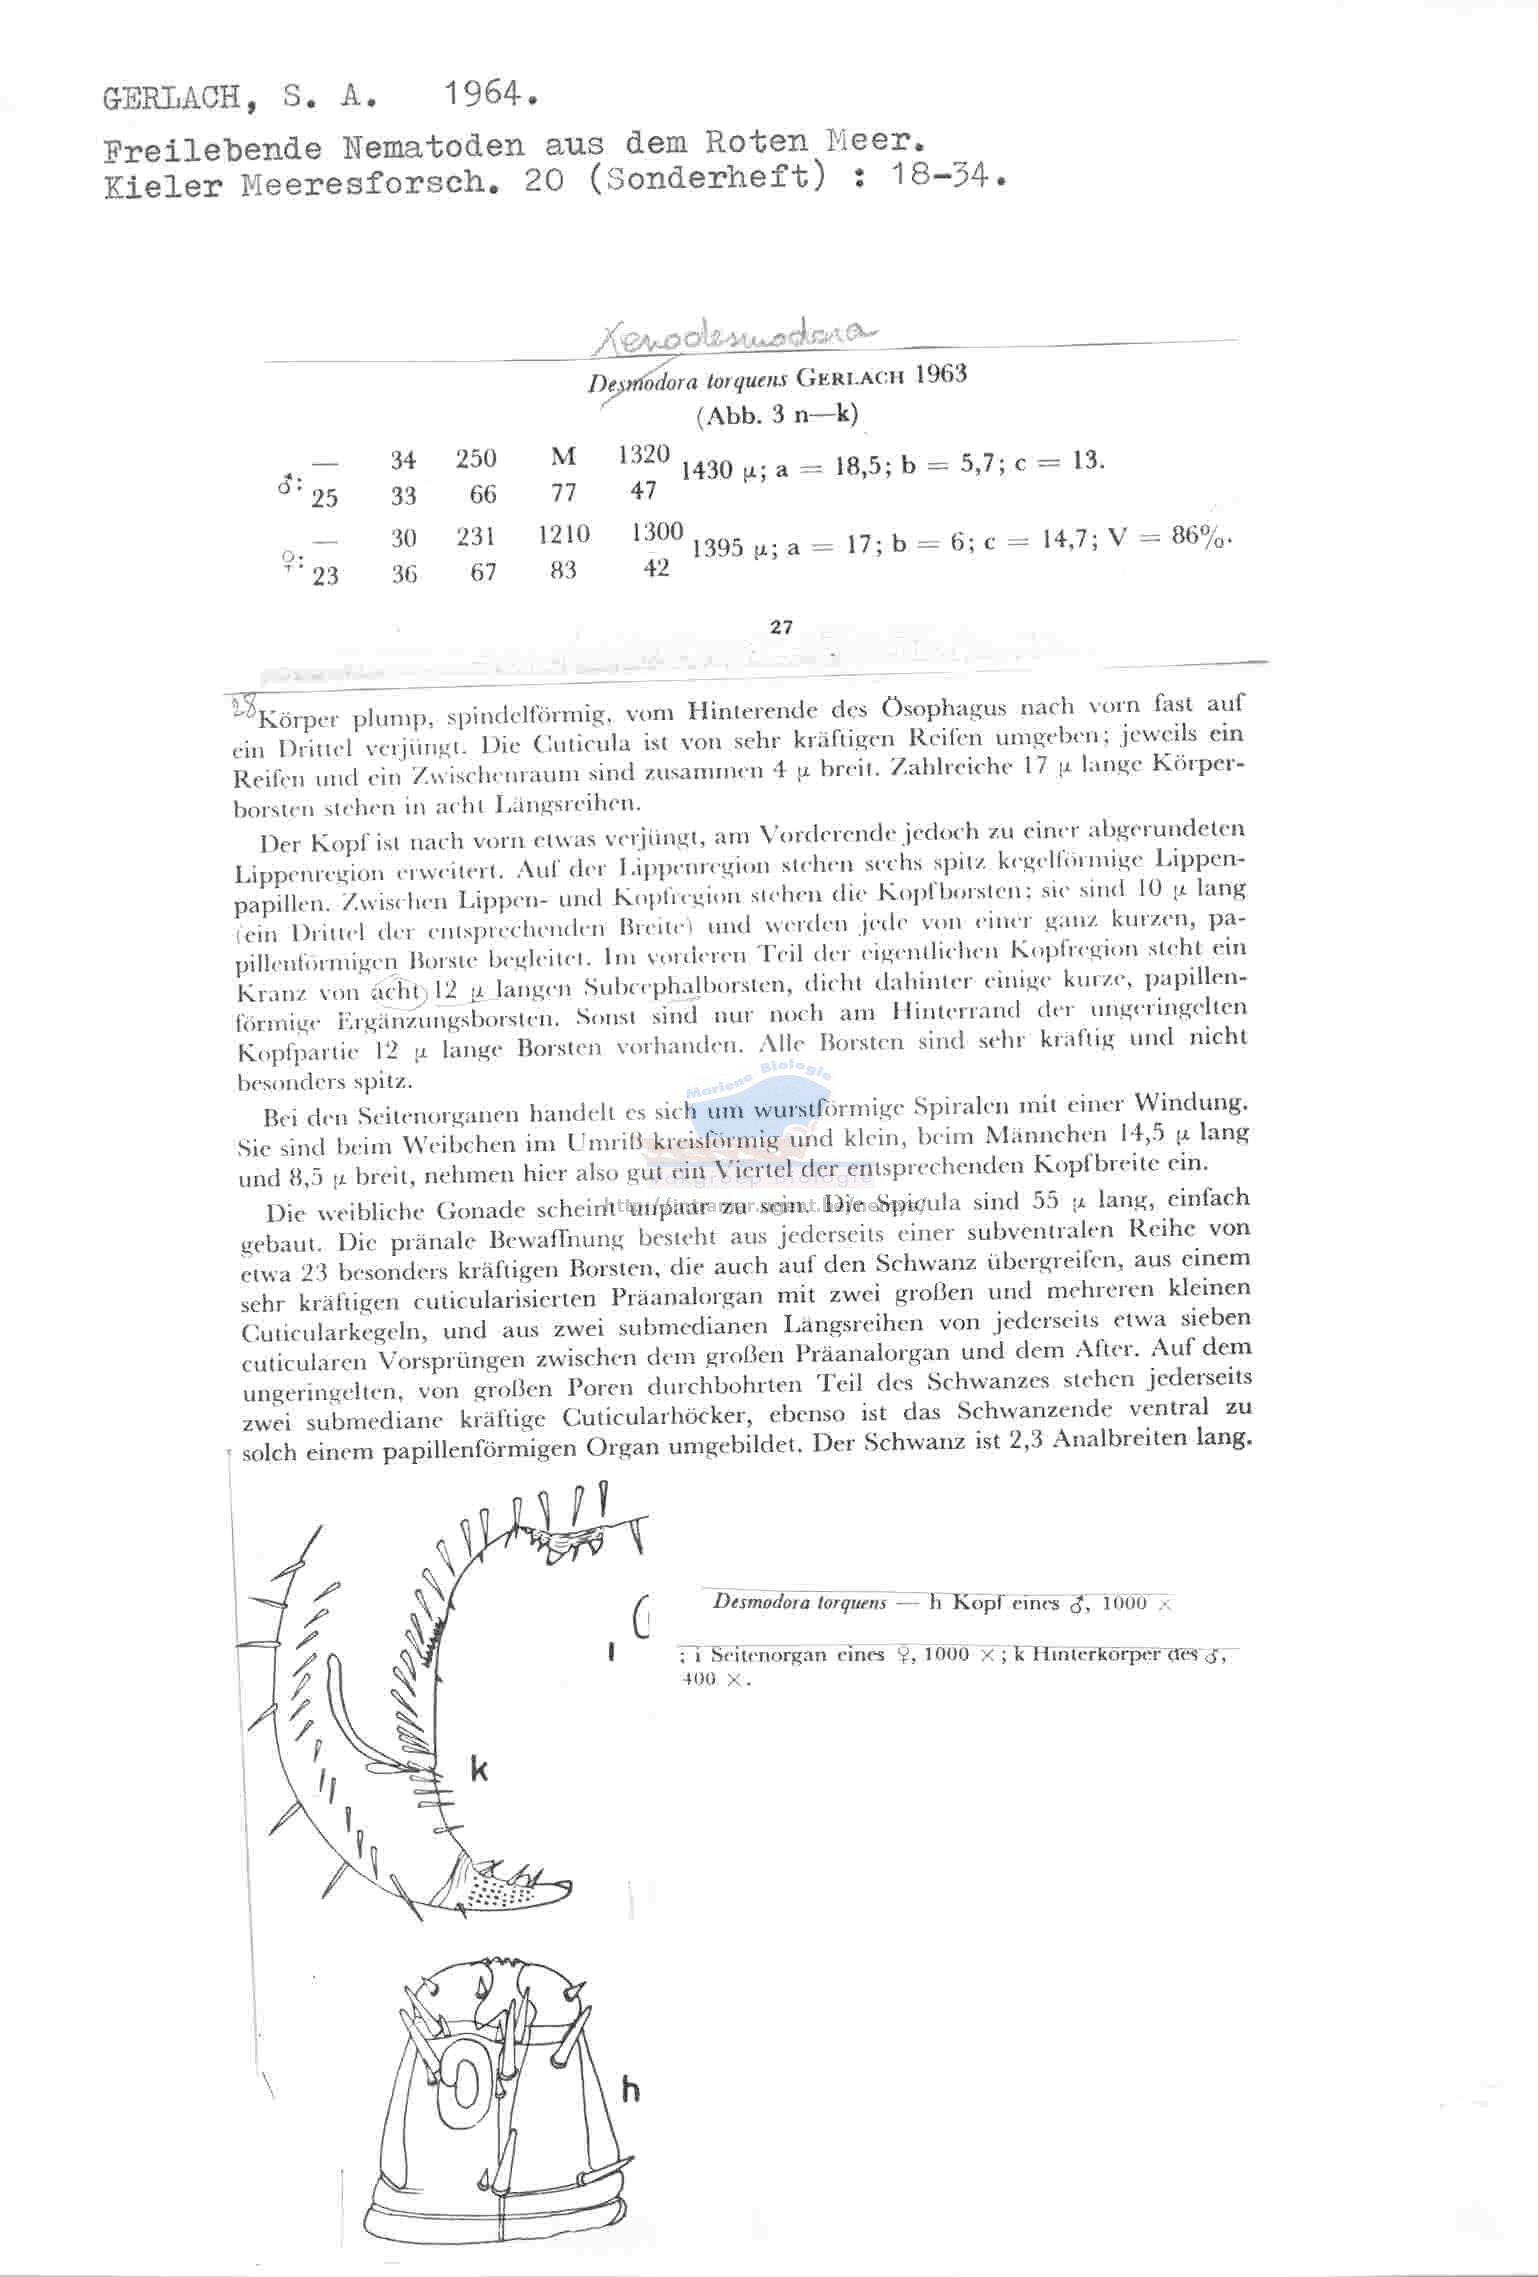 GERLACH, S. A. 1964.
Freilebende Nematoden aus dem Roten Meer.
Kieler Meeresforsch. 20 (Sonderheft) : 18-34.
Xenodesmodora
Desmodora torquens GERLACH 1963
(Abb. 3 n—k)
— 34 250 M 1320
♂: 1430 µ; a = 18,5; b = 5,7; c = 13.
25 33 66 77 47
— 30 231 1210 1300
♀: 1395 µ; a = 17; b = 6; c = 14,7; V = 86%.
23 36 67 83 42
27
28
Körper plump, spindelförmig, vom Hinterende des Ösophagus nach vorn fast auf
ein Drittel verjüngt. Die Cuticula ist von sehr kräftigen Reifen umgeben; jeweils ein
Reifen und ein Zwischenraum sind zusammen 4 µ breit. Zahlreiche 17 µ lange Körper-
borsten stehen in acht Längsreihen.
Der Kopf ist nach vorn etwas verjüngt, am Vorderende jedoch zu einer abgerundeten
Lippenregion erweitert. Auf der Lippenregion stehen sechs spitz kegelförmige Lippen-
papillen. Zwischen Lippen- und Kopfregion stehen die Kopfborsten; sie sind 10 µ lang
(ein Drittel der entsprechenden Breite) und werden jede von einer ganz kurzen, pa-
pillenförmigen Borste begleitet. Im vorderen Teil der eigentlichen Kopfregion steht ein
Kranz von acht 12 µ langen Subcephalborsten, dicht dahinter einige kurze, papillen-
förmige Ergänzungsborsten. Sonst sind nur noch am Hinterrand der ungeringelten
Kopfpartie 12 µ lange Borsten vorhanden. Alle Borsten sind sehr kräftig und nicht
besonders spitz.
Mariene Biologie
Bei den Seitenorganen handelt es sich um wurstförmige Spiralen mit einer Windung.
Sie sind beim Weibchen im Umriß kreisförmig und klein, beim Männchen 14,5 µ lang
und 8,5 µ breit, nehmen hier also gut ein Viertel der entsprechenden Kopfbreite ein.
Die weibliche Gonade scheint unpaar zu sein. Die Spicula sind 55 µ lang, einfach
gebaut. Die pränale Bewaffnung besteht aus jederseits einer subventralen Reihe von
etwa 23 besonders kräftigen Borsten, die auch auf den Schwanz übergreifen, aus einem
sehr kräftigen cuticularisierten Präanalorgan mit zwei großen und mehreren kleinen
Cuticularkegeln, und aus zwei submedianen Längsreihen von jederseits etwa sieben
cuticularen Vorsprüngen zwischen dem großen Präanalorgan und dem After. Auf dem
ungeringelten, von großen Poren durchbohrten Teil des Schwanzes stehen jederseits
zwei submediane kräftige Cuticularhöcker, ebenso ist das Schwanzende ventral zu
solch einem papillenförmigen Organ umgebildet. Der Schwanz ist 2,3 Analbreiten lang.
Desmodora torquens — h Kopf eines ♂, 1000 ×
; i Seitenorgan eines ♀, 1000 ×; k Hinterkörper des ♂,
400 ×.
k
h